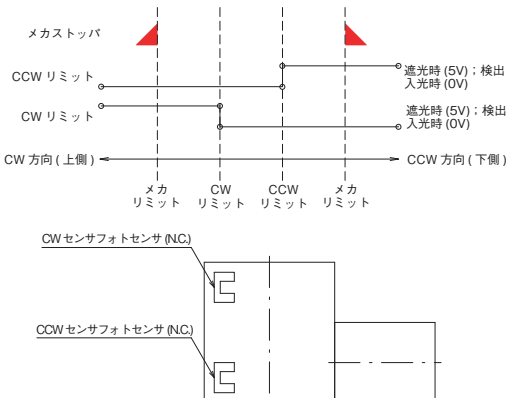 メカストッパ
CCW リミット
遮光時 (5V)；検出
入光時 (0V)
CW リミット
遮光時 (5V)；検出
入光時 (0V)
CW 方向 ( 上側 )
CCW 方向 ( 下側 )
メカ
リミット
CW
リミット
CCW
リミット
メカ
リミット
CW センサフォトセンサ (N.C.)
CCW センサフォトセンサ (N.C.)